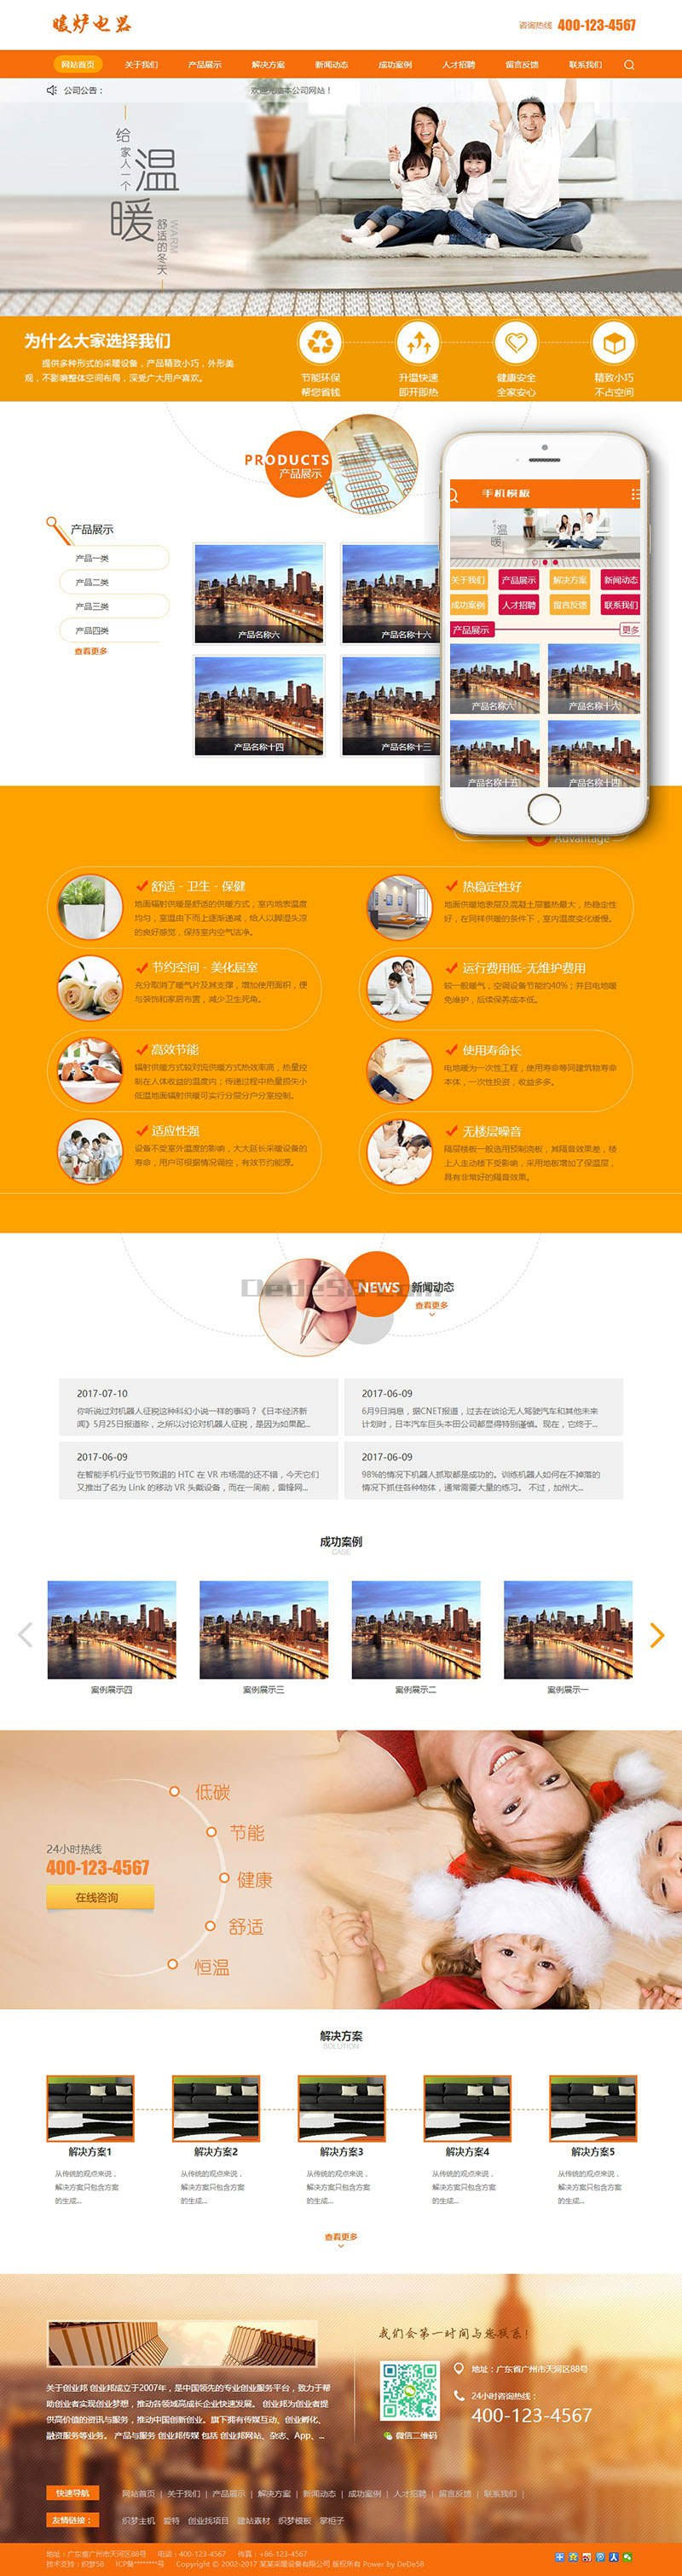 暖炉电器
咨询热线 400-123-4567
网站首页 关于我们 产品展示 解决方案 新闻动态 成功案例 人才招聘 留言反馈 联系我们
公司公告：
欢迎光临本公司网站！
给家人一个
温暖
舒适的冬天
WARM
为什么大家选择我们
提供多种形式的采暖设备，产品精致小巧，外形美
观，不影响整体空间布局，深受广大用户喜欢。
节能环保
帮您省钱
升温快速
即开即热
健康安全
全家安心
精致小巧
不占空间
PRODUCTS
产品展示
产品展示
产品一类
产品二类
产品三类
产品四类
查看更多
产品名称六
产品名称十六
产品名称十四
产品名称十三
手机模板
温暖
关于我们 产品展示 解决方案 新闻动态
成功案例 人才招聘 留言反馈 联系我们
产品展示 更多
产品名称六 产品名称十六
产品名称十五 产品名称十四
Advantage
舒适 - 卫生 - 保健
地面辐射供暖是舒适的供暖方式，室内地表温度
均匀，室温由下而上逐渐递减，给人以脚温头凉
的良好感觉，保持室内空气洁净。
热稳定性好
地面供暖地表层及混凝土层蓄热量大，热稳定性
好，在同样供暖的条件下，室内温度变化缓慢。
节约空间 - 美化居室
充分取消了暖气片及其支撑，增加使用面积，便
与装饰和家居布置，减少卫生死角。
运行费用低-无维护费用
较一般暖气，空调设备节能约40%；并且电地暖
免维护，后续保养成本低。
高效节能
辐射供暖方式较对流供暖方式热效率高，热量控
制在人体收益的温度内；传递过程中热量损失小
低温地面辐射供暖可实行分层分户分室控制。
使用寿命长
电地暖为一次性工程，使用寿命等同建筑物寿命
本体，一次性投资，收益多多。
适应性强
设备不受室外温度的影响，大大延长采暖设备的
寿命，用户可根据情况调控，有效节约能源。
无楼层噪音
隔层楼板一般选用预制浇板，其隔音效果差，楼
上人走动楼下受影响，采用地板增加了保温层，
具有非常好的隔音效果。
Dede58.com
NEWS 新闻动态
查看更多
2017-07-10
你听说过对机器人征税这种科幻小说一样的事吗？《日本经济新
闻》5月25日报道称，之所以讨论对机器人征税，是因为如果配...
2017-06-09
6月9日消息，据CNET报道，过去在谈论无人驾驶汽车和其他未来
计划时，日本汽车巨头本田公司都显得特别谨慎。现在，它终于...
2017-06-09
在智能手机行业节节败退的 HTC 在 VR 市场混的还不错，今天它们
又推出了名为 Link 的移动 VR 头戴设备，而在一周前，雷锋网...
2017-06-09
98%的情况下机器人抓取都是成功的。训练机器人如何在不掉落的
情况下抓住各种物体，通常需要大量的练习。 不过，加州大...
成功案例
CASE
案例展示四
案例展示三
案例展示二
案例展示一
低碳
节能
健康
舒适
恒温
24小时热线
400-123-4567
在线咨询
解决方案
SOLUTION
解决方案1
从传统的观点来说，
解决方案只包含方案
的生成...
解决方案2
从传统的观点来说，
解决方案只包含方案
的生成...
解决方案3
从传统的观点来说，
解决方案只包含方案
的生成...
解决方案4
从传统的观点来说，
解决方案只包含方案
的生成...
解决方案5
从传统的观点来说，
解决方案只包含方案
的生成...
查看更多
关于创业邦 创业邦成立于2007年，是中国领先的专业创业服务平台，致力于帮
助创业者实现创业梦想，推动各领域高成长企业快速发展。 创业邦为创业者提
供高价值的资讯与服务，推动中国创新创业。旗下拥有传媒互动、创业孵化、
融资服务等业务。 产品与服务 创业邦传媒 包括 创业邦网站、杂志、App、...
我们会第一时间与您联系！
微信二维码
地址：广东省广州市天河区88号
24小时咨询热线：
400-123-4567
快速导航 网站首页 | 关于我们 | 产品展示 | 解决方案 | 新闻动态 | 成功案例 | 人才招聘 | 留言反馈 | 联系我们 |
友情链接： 织梦主机 爱特 创业找项目 建站素材 织梦模板 掌柜子
地址：广东省广州市天河区88号 电话：400-123-4567 传真：+86-123-4567
技术支持：织梦58 ICP备********号 Copyright © 2002-2017 某某采暖设备有限公司 版权所有 Power by DeDe58